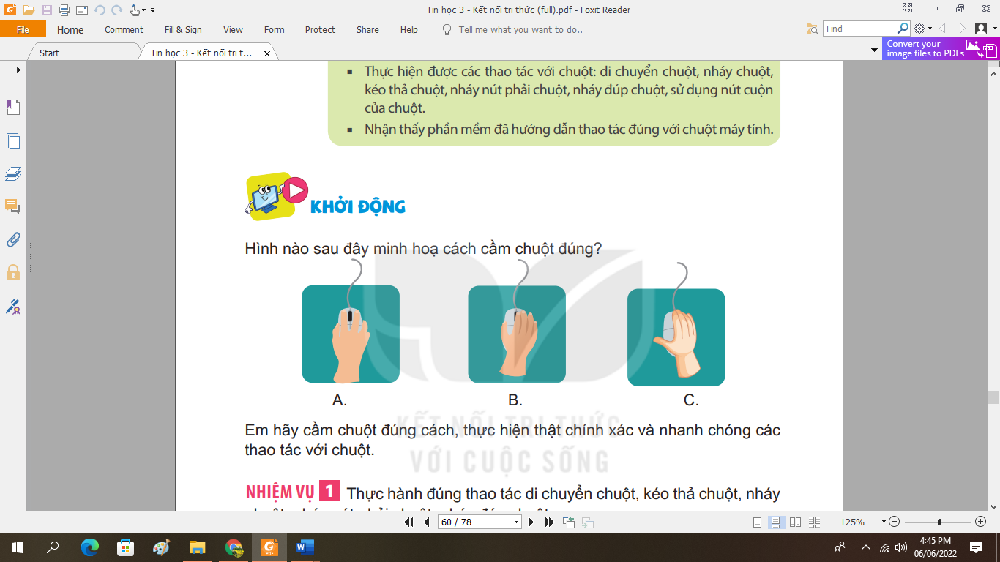 Tin học 3 - Kết nối tri thức (full).pdf - Foxit Reader
File Home Comment Fill & Sign View Form Protect Share Help Tell me what you want to do.. Find
Start Tin học 3 - Kết nối tri t... Convert your
image files to PDFs
Thực hiện được các thao tác với chuột: di chuyển chuột, nháy chuột,
kéo thả chuột, nháy nút phải chuột, nháy đúp chuột, sử dụng nút cuộn
của chuột.
Nhận thấy phần mềm đã hướng dẫn thao tác đúng với chuột máy tính.
KHỞI ĐỘNG
Hình nào sau đây minh hoạ cách cầm chuột đúng?
A. B. C.
KẾT NỐI TRI THỨC
VỚI CUỘC SỐNG
Em hãy cầm chuột đúng cách, thực hiện thật chính xác và nhanh chóng các
thao tác với chuột.
NHIỆM VỤ 1 Thực hành đúng thao tác di chuyển chuột, kéo thả chuột, nháy
60 / 78 125%
4:45 PM
06/06/2022